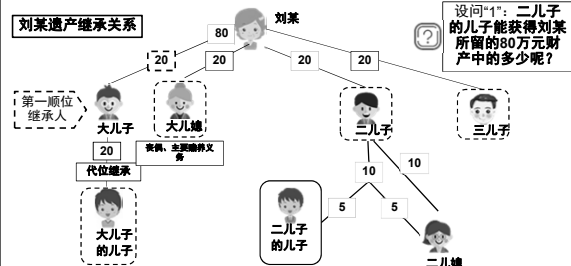 刘某遗产继承关系
刘某
设问“1”：二儿子
的儿子能获得刘某
所留的80万元财
产中的多少呢？
80
20
20
20
20
第一顺位
继承人
大儿子
大儿媳
二儿子
三儿子
20
丧偶、主要赡养义
务
代位继承
10
10
大儿子
的儿子
二儿子
的儿子
5
5
二儿媳